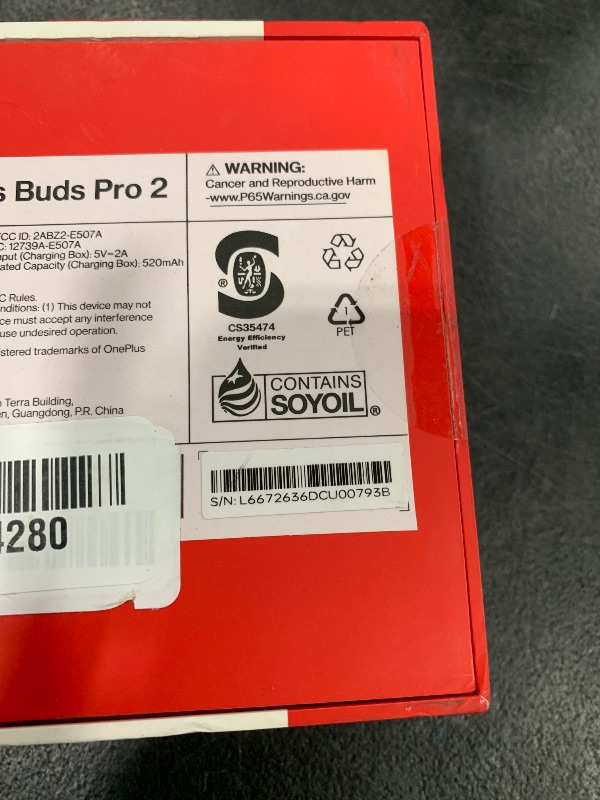 s Buds Pro 2
FCC ID: 2ABZ2-E507A
C: 12739A-E507A
nput (Charging Box): 5V⎓2A
ated Capacity (Charging Box): 520mAh
C Rules.
nditions: (1) This device may not
ce must accept any interference
use undesired operation.
stered trademarks of OnePlus
Terra Building,
en, Guangdong, P.R. China
⚠ WARNING:
Cancer and Reproductive Harm
-www.P65Warnings.ca.gov
®
CS35474
Energy Efficiency
Verified
1
PET
CONTAINS
SOYOIL®
4280
S/N: L6672636DCU00793B